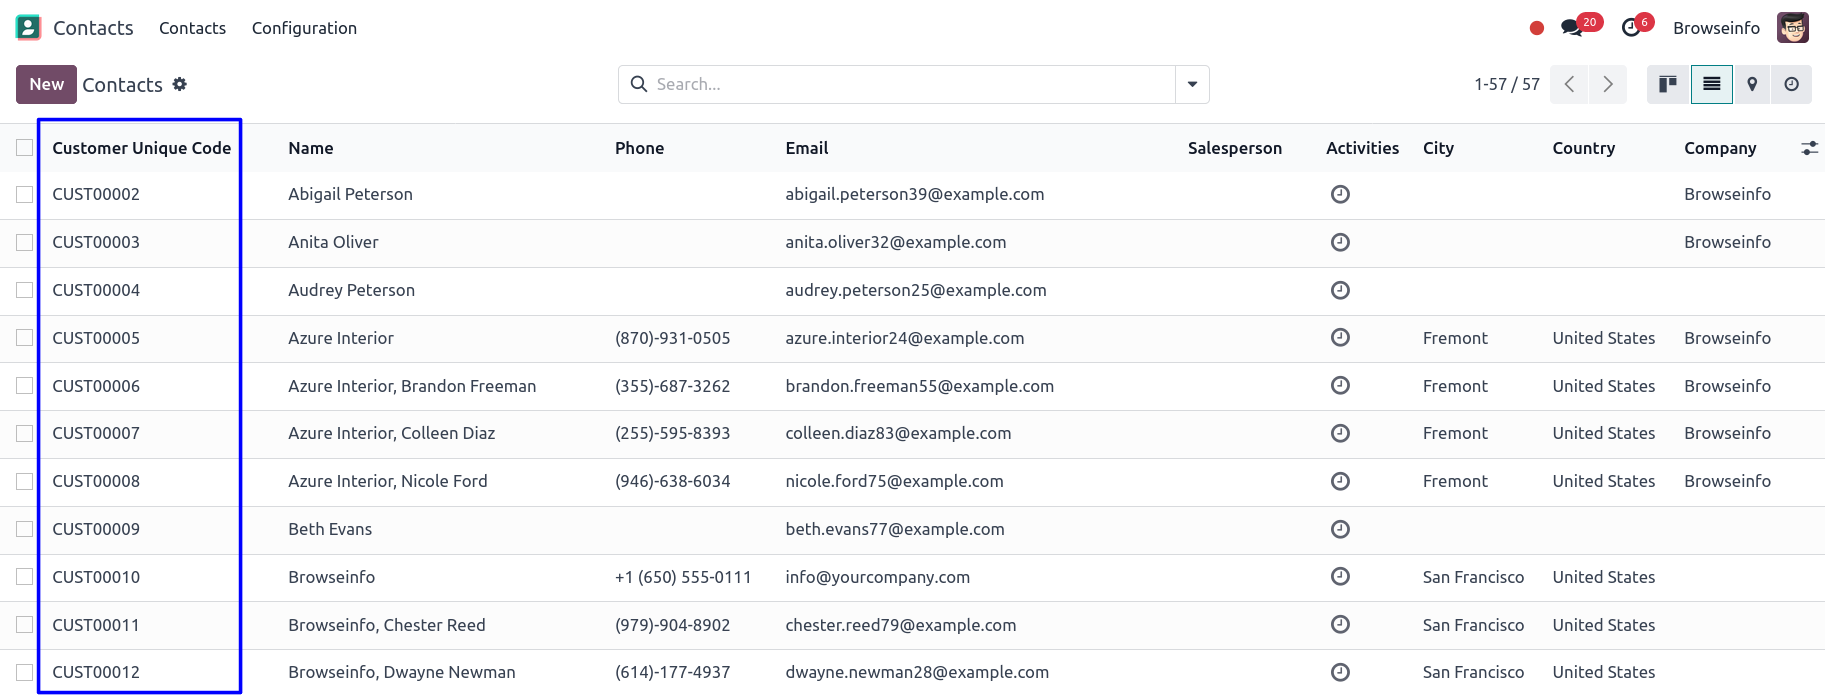 Contacts Contacts Configuration 20 6 Browseinfo
New Contacts Search... 1-57 / 57
Customer Unique Code Name Phone Email Salesperson Activities City Country Company
CUST00002 Abigail Peterson abigail.peterson39@example.com Browseinfo
CUST00003 Anita Oliver anita.oliver32@example.com Browseinfo
CUST00004 Audrey Peterson audrey.peterson25@example.com
CUST00005 Azure Interior (870)-931-0505 azure.interior24@example.com Fremont United States Browseinfo
CUST00006 Azure Interior, Brandon Freeman (355)-687-3262 brandon.freeman55@example.com Fremont United States Browseinfo
CUST00007 Azure Interior, Colleen Diaz (255)-595-8393 colleen.diaz83@example.com Fremont United States Browseinfo
CUST00008 Azure Interior, Nicole Ford (946)-638-6034 nicole.ford75@example.com Fremont United States Browseinfo
CUST00009 Beth Evans beth.evans77@example.com
CUST00010 Browseinfo +1 (650) 555-0111 info@yourcompany.com San Francisco United States
CUST00011 Browseinfo, Chester Reed (979)-904-8902 chester.reed79@example.com San Francisco United States
CUST00012 Browseinfo, Dwayne Newman (614)-177-4937 dwayne.newman28@example.com San Francisco United States